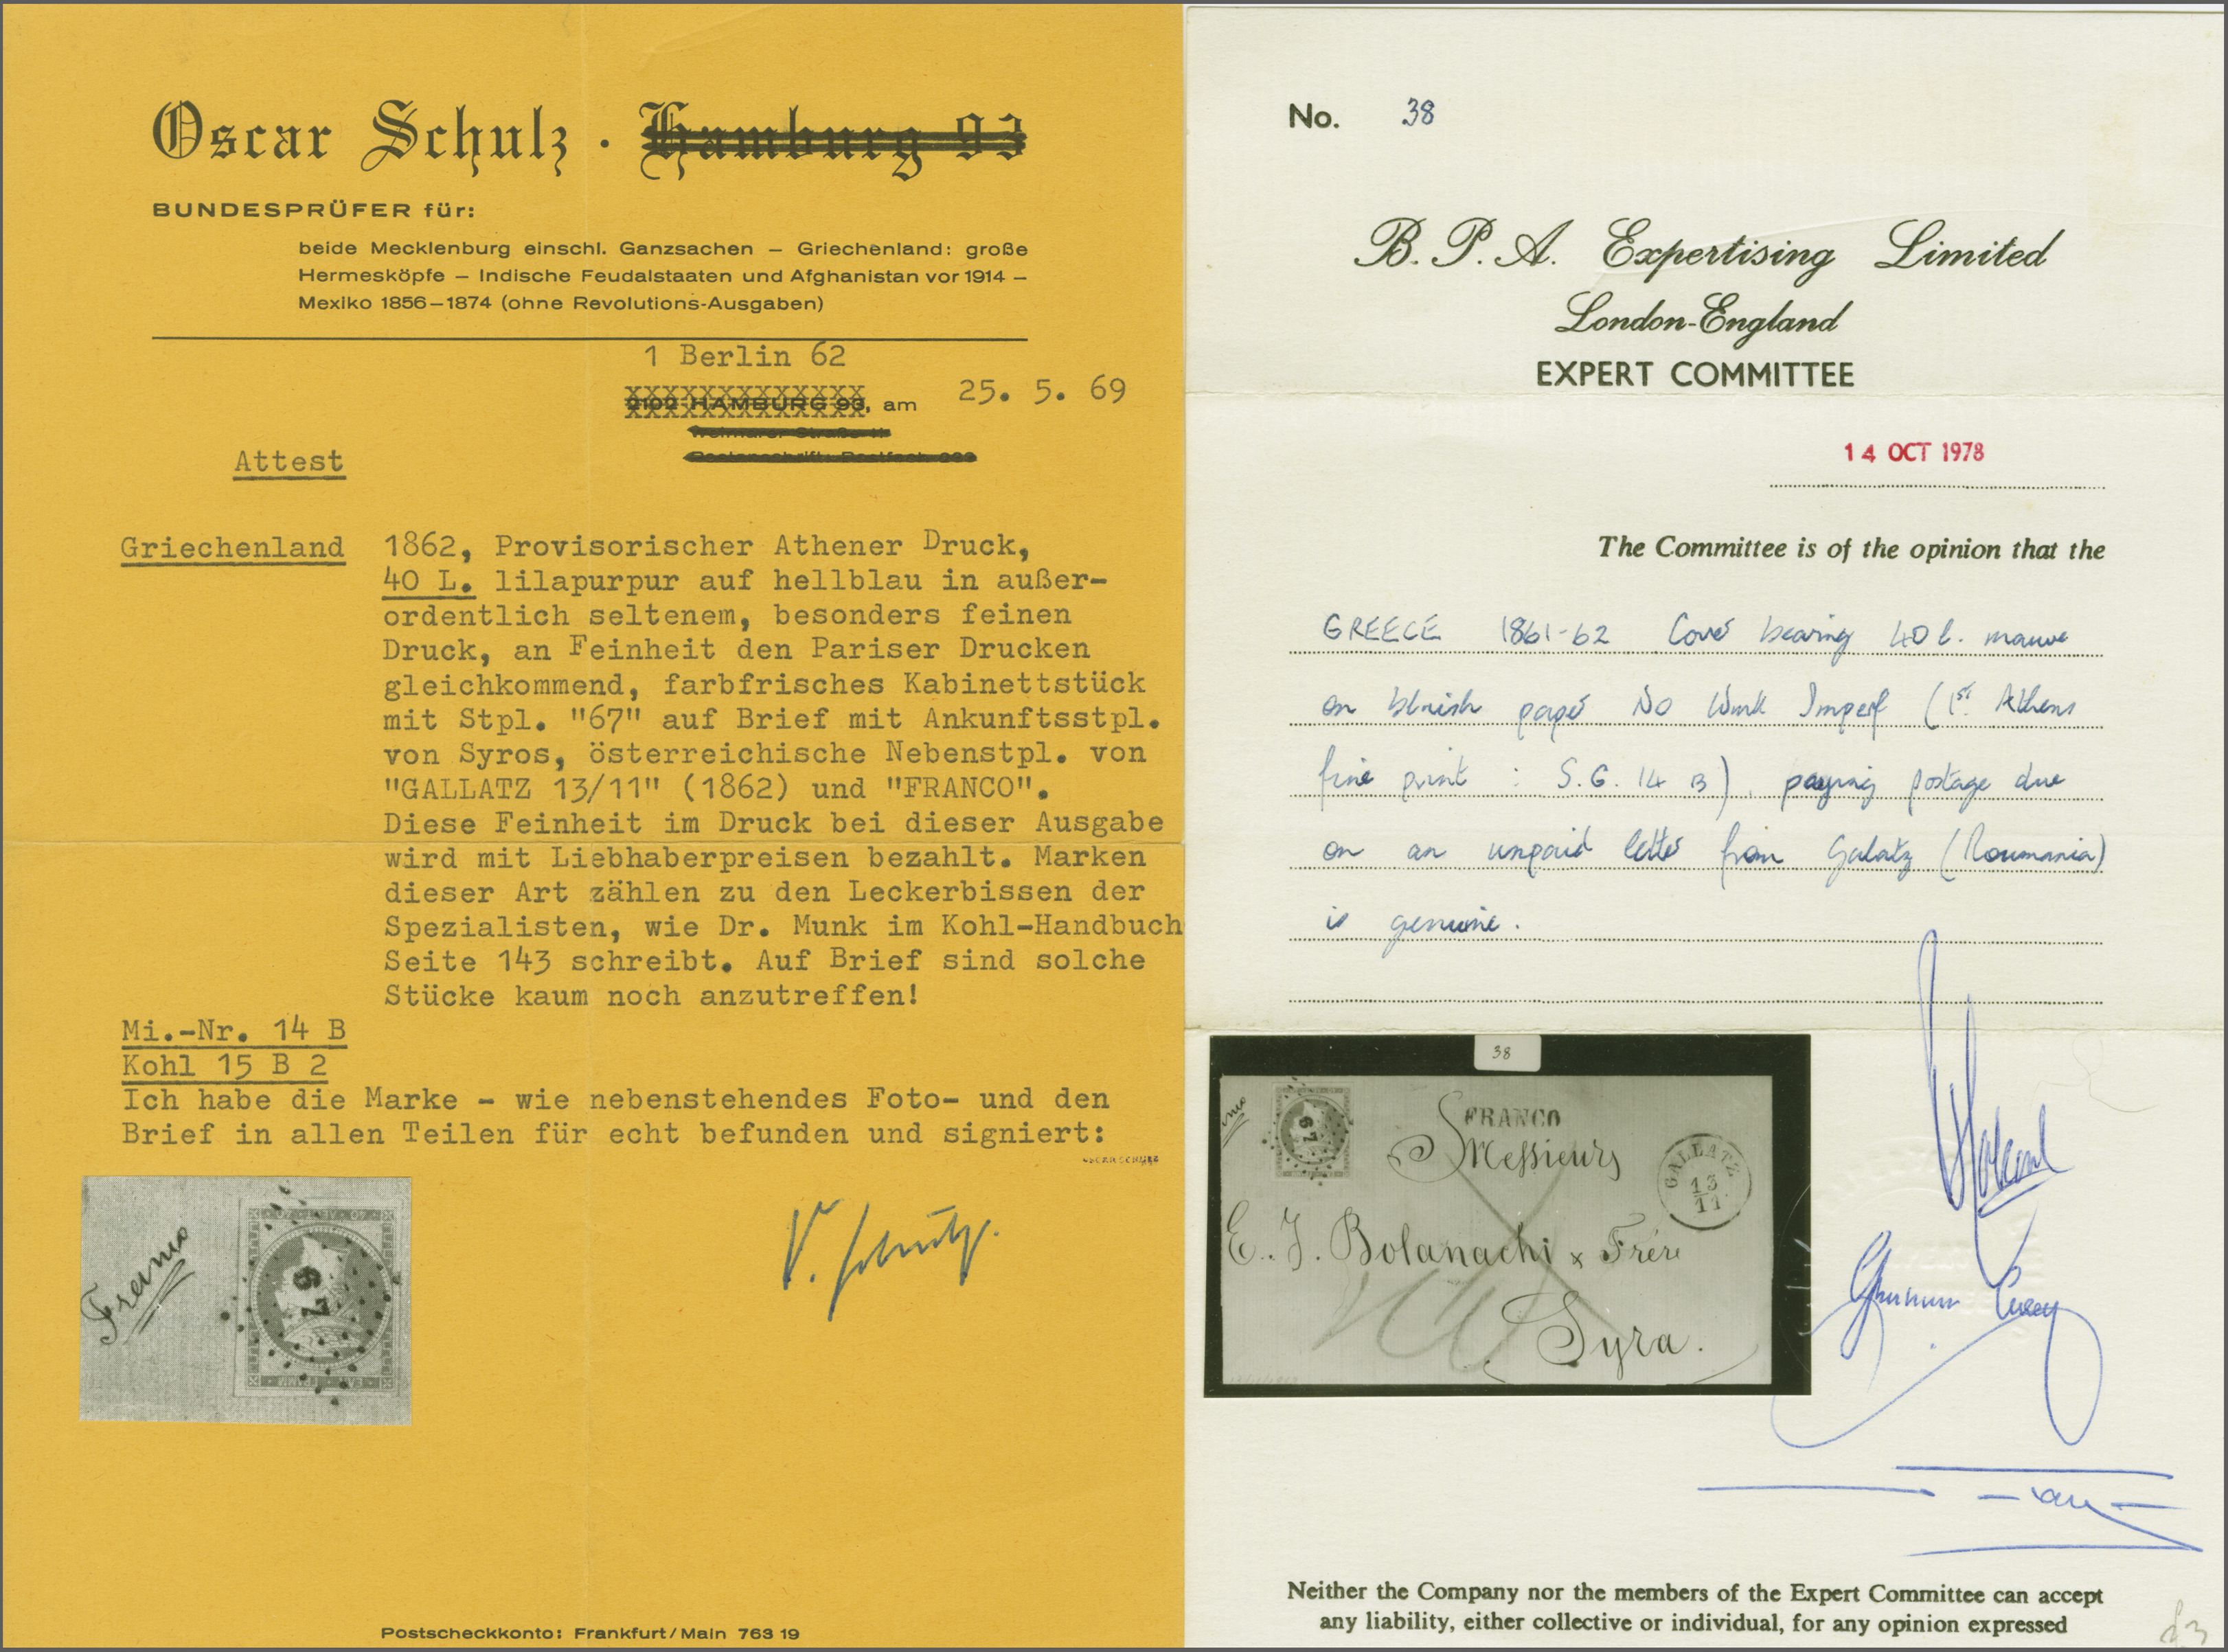 Oscar Schulz · Hamburg 93
BUNDESPRÜFER für:
beide Mecklenburg einschl. Ganzsachen – Griechenland: große
Hermesköpfe – Indische Feudalstaaten und Afghanistan vor 1914 –
Mexiko 1856–1874 (ohne Revolutions-Ausgaben)
1 Berlin 62
2102 HAMBURG 93, am 25. 5. 69
Attest
Griechenland 1862, Provisorischer Athener Druck,
40 L. lilapurpur auf hellblau in außer-
ordentlich seltenem, besonders feinen
Druck, an Feinheit den Pariser Drucken
gleichkommend, farbfrisches Kabinettstück
mit Stpl. "67" auf Brief mit Ankunftsstpl.
von Syros, österreichische Nebenstpl. von
"GALLATZ 13/11" (1862) und "FRANCO".
Diese Feinheit im Druck bei dieser Ausgabe
wird mit Liebhaberpreisen bezahlt. Marken
dieser Art zählen zu den Leckerbissen der
Spezialisten, wie Dr. Munk im Kohl-Handbuch
Seite 143 schreibt. Auf Brief sind solche
Stücke kaum noch anzutreffen!
Mi.-Nr. 14 B
Kohl 15 B 2
Ich habe die Marke - wie nebenstehendes Foto- und den
Brief in allen Teilen für echt befunden und signiert:
OSCAR SCHULZ
Franco
67
Postscheckkonto: Frankfurt/Main 763 19
No. 38
B. P. A. Expertising Limited
London-England
EXPERT COMMITTEE
14 OCT 1978
The Committee is of the opinion that the
GREECE 1861-62 Cover bearing 40 l. mauve
on bluish paper No Wmk Imperf (1st Athens
fine print : S.G. 14 B), paying postage due
on an unpaid letter from Galatz (Roumania)
is genuine.
38
67
FRANCO
Messieurs
GALLATZ
13
11
E. J. Bolanachi & Frère
Syra.
Neither the Company nor the members of the Expert Committee can accept
any liability, either collective or individual, for any opinion expressed